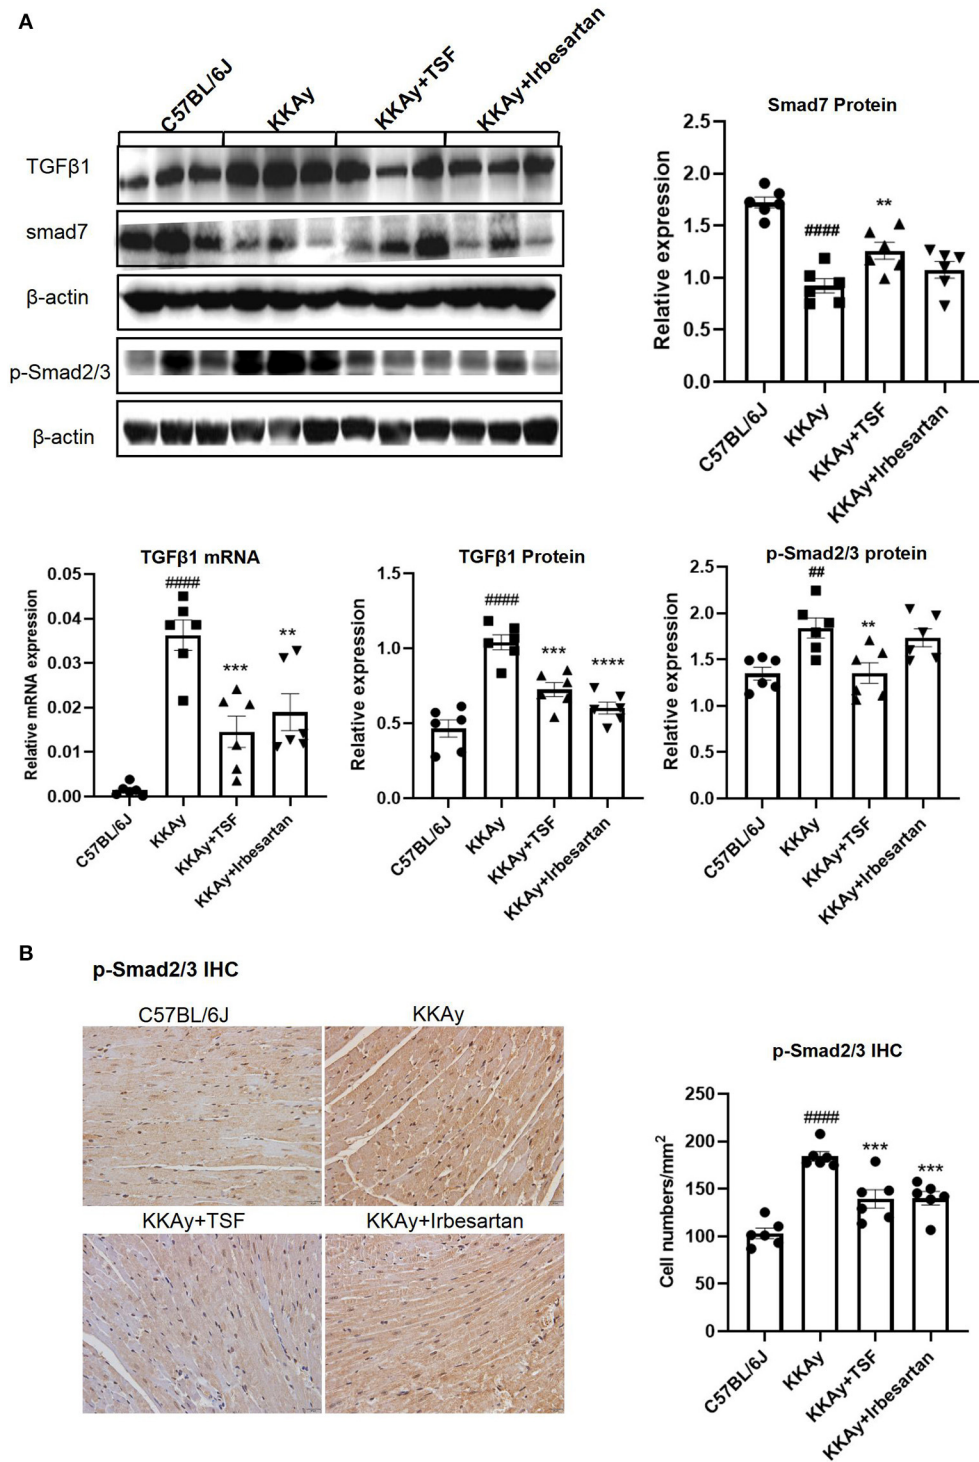 A
C57BL/6J
KKAy
KKAy+TSF
KKAy+Irbesartan
TGFβ1
smad7
β-actin
p-Smad2/3
β-actin
Smad7 Protein
Relative expression
2.5
2.0
1.5
1.0
0.5
0.0
####
**
C57BL/6J
KKAy
KKAy+TSF
KKAy+Irbesartan
TGFβ1 mRNA
Relative mRNA expression
0.05
0.04
0.03
0.02
0.01
0.00
####
***
**
C57BL/6J
KKAy
KKAy+TSF
KKAy+Irbesartan
TGFβ1 Protein
Relative expression
1.5
1.0
0.5
0.0
####
***
****
C57BL/6J
KKAy
KKAy+TSF
KKAy+Irbesartan
p-Smad2/3 protein
Relative expression
2.5
2.0
1.5
1.0
0.5
0.0
##
**
C57BL/6J
KKAy
KKAy+TSF
KKAy+Irbesartan
B
p-Smad2/3 IHC
C57BL/6J
KKAy
KKAy+TSF
KKAy+Irbesartan
p-Smad2/3 IHC
Cell numbers/mm²
250
200
150
100
50
0
####
***
***
C57BL/6J
KKAy
KKAy+TSF
KKAy+Irbesartan